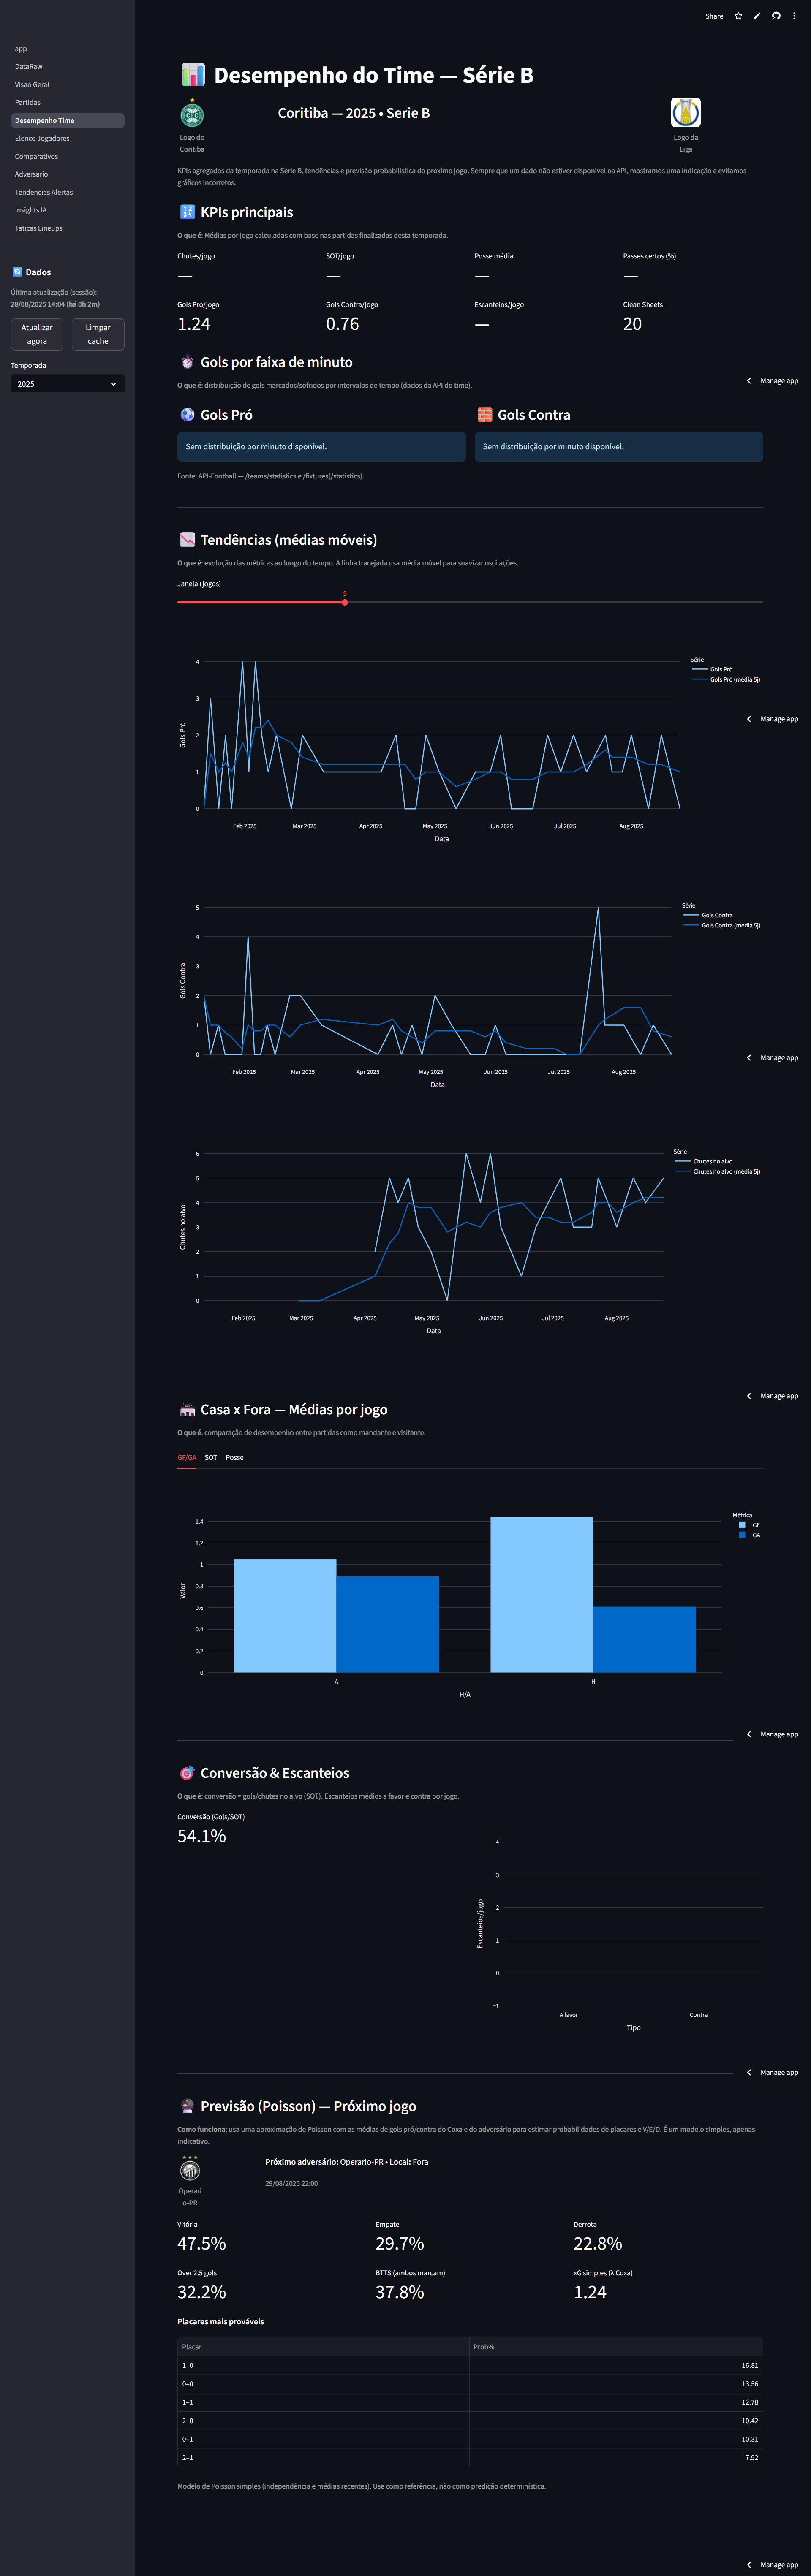 Share
app
DataRaw
Visao Geral
Partidas
Desempenho Time
Elenco Jogadores
Comparativos
Adversario
Tendencias Alertas
Insights IA
Taticas Lineups
Dados
Última atualização (sessão):
28/08/2025 14:04 (há 0h 2m)
Atualizar
agora
Limpar
cache
Temporada
2025
Desempenho do Time — Série B
Logo do
Coritiba
Coritiba — 2025 • Serie B
Logo da
Liga
KPIs agregados da temporada na Série B, tendências e previsão probabilística do próximo jogo. Sempre que um dado não estiver disponível na API, mostramos uma indicação e evitamos
gráficos incorretos.
KPIs principais
O que é: Médias por jogo calculadas com base nas partidas finalizadas desta temporada.
Chutes/jogo SOT/jogo Posse média Passes certos (%)
— — — —
Gols Pró/jogo Gols Contra/jogo Escanteios/jogo Clean Sheets
1.24 0.76 — 20
Gols por faixa de minuto
Manage app
O que é: distribuição de gols marcados/sofridos por intervalos de tempo (dados da API do time).
Gols Pró
Gols Contra
Sem distribuição por minuto disponível.
Sem distribuição por minuto disponível.
Fonte: API-Football — /teams/statistics e /fixtures(/statistics).
Tendências (médias móveis)
O que é: evolução das métricas ao longo do tempo. A linha tracejada usa média móvel para suavizar oscilações.
Janela (jogos)
5
Série
Gols Pró
Gols Pró (média 5j)
Manage app
4
3
2
1
0
Gols Pró
Feb 2025 Mar 2025 Apr 2025 May 2025 Jun 2025 Jul 2025 Aug 2025
Data
Série
Gols Contra
Gols Contra (média 5j)
5
4
3
2
1
0
Gols Contra
Manage app
Feb 2025 Mar 2025 Apr 2025 May 2025 Jun 2025 Jul 2025 Aug 2025
Data
Série
Chutes no alvo
Chutes no alvo (média 5j)
6
5
4
3
2
1
0
Chutes no alvo
Feb 2025 Mar 2025 Apr 2025 May 2025 Jun 2025 Jul 2025 Aug 2025
Data
Manage app
Casa x Fora — Médias por jogo
O que é: comparação de desempenho entre partidas como mandante e visitante.
GF/GA SOT Posse
Métrica
GF
GA
1.4
1.2
1
0.8
0.6
0.4
0.2
0
Valor
A H
H/A
Manage app
Conversão & Escanteios
O que é: conversão = gols/chutes no alvo (SOT). Escanteios médios a favor e contra por jogo.
Conversão (Gols/SOT)
54.1%
4
3
2
1
0
−1
Escanteios/jogo
A favor Contra
Tipo
Manage app
Previsão (Poisson) — Próximo jogo
Como funciona: usa uma aproximação de Poisson com as médias de gols pró/contra do Coxa e do adversário para estimar probabilidades de placares e V/E/D. É um modelo simples, apenas
indicativo.
Operari
o-PR
Próximo adversário: Operario-PR • Local: Fora
29/08/2025 22:00
Vitória Empate Derrota
47.5% 29.7% 22.8%
Over 2.5 gols BTTS (ambos marcam) xG simples (λ Coxa)
32.2% 37.8% 1.24
Placares mais prováveis
Placar Prob%
1–0 16.81
0–0 13.56
1–1 12.78
2–0 10.42
0–1 10.31
2–1 7.92
Modelo de Poisson simples (independência e médias recentes). Use como referência, não como predição determinística.
Manage app